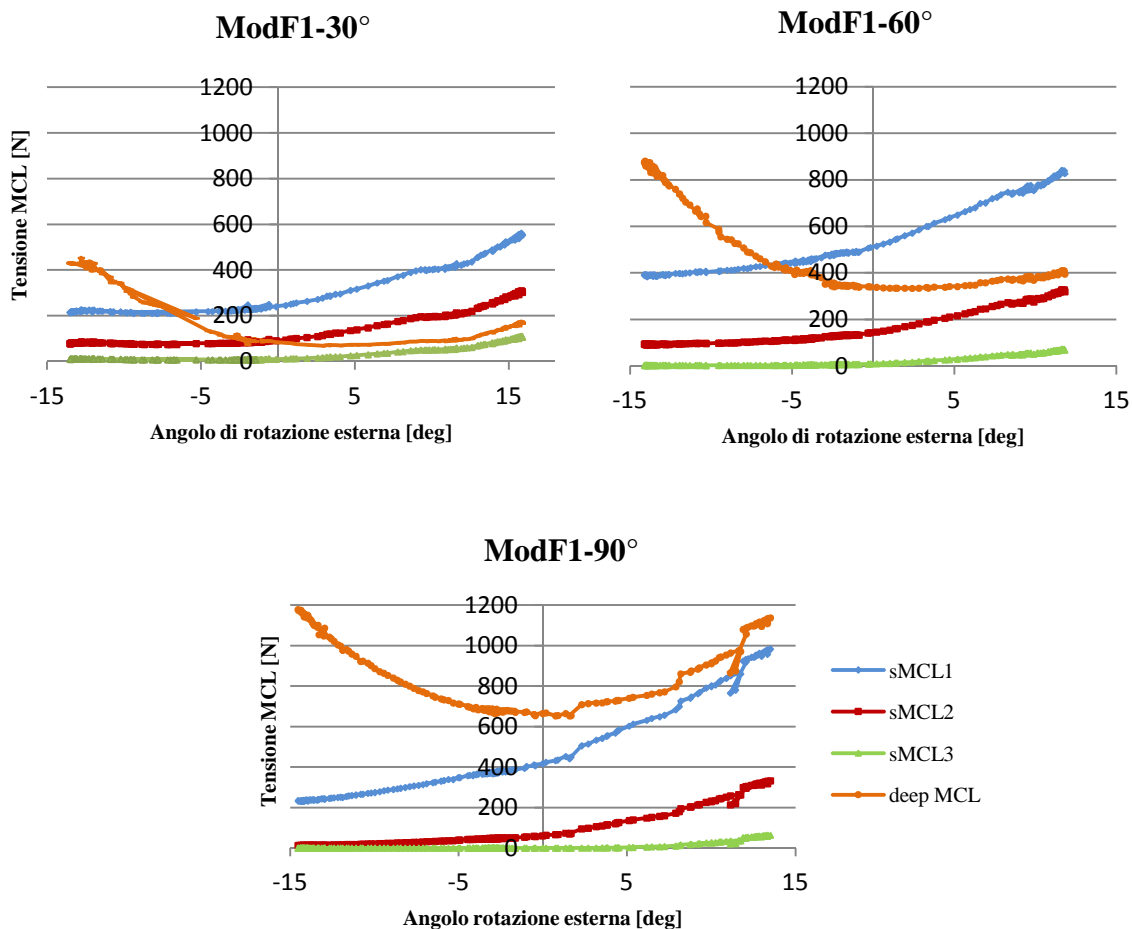 ModF1-30°
Tensione MCL [N]
1200
1000
800
600
400
200
0
-15 -5 5 15
Angolo di rotazione esterna [deg]
ModF1-60°
1200
1000
800
600
400
200
0
-15 -5 5 15
Angolo di rotazione esterna [deg]
ModF1-90°
Tensione MCL [N]
1200
1000
800
600
400
200
0
-15 -5 5 15
Angolo rotazione esterna [deg]
sMCL1
sMCL2
sMCL3
deep MCL